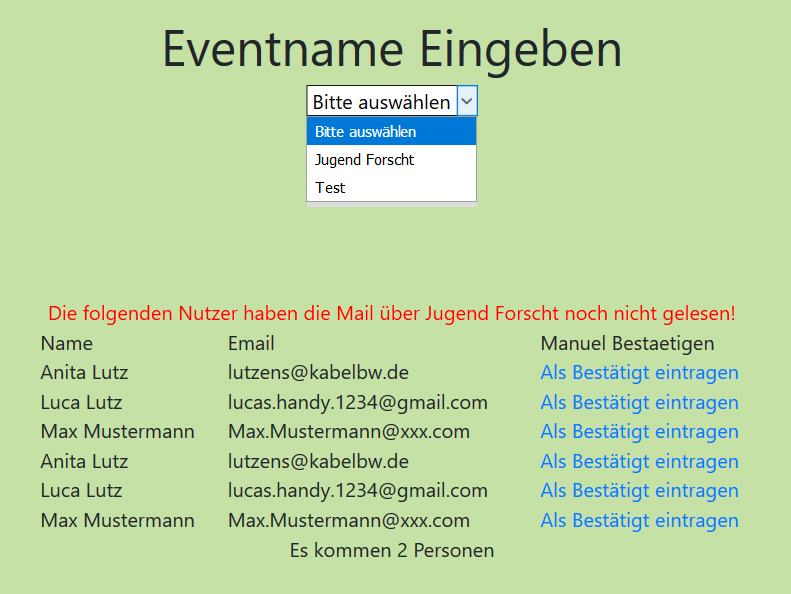 Eventname Eingeben
Bitte auswählen
Bitte auswählen
Jugend Forscht
Test
Die folgenden Nutzer haben die Mail über Jugend Forscht noch nicht gelesen!
Name Email Manuel Bestaetigen
Anita Lutz lutzens@kabelbw.de Als Bestätigt eintragen
Luca Lutz lucas.handy.1234@gmail.com Als Bestätigt eintragen
Max Mustermann Max.Mustermann@xxx.com Als Bestätigt eintragen
Anita Lutz lutzens@kabelbw.de Als Bestätigt eintragen
Luca Lutz lucas.handy.1234@gmail.com Als Bestätigt eintragen
Max Mustermann Max.Mustermann@xxx.com Als Bestätigt eintragen
Es kommen 2 Personen